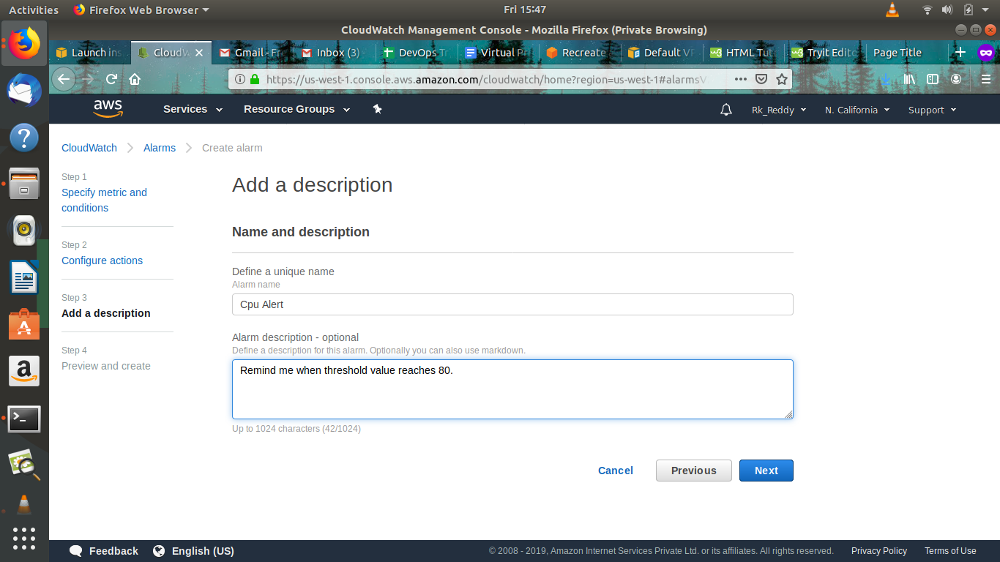 Activities Firefox Web Browser Fri 15:47
CloudWatch Management Console - Mozilla Firefox (Private Browsing)
Launch ins CloudW Gmail - Fr Inbox (3) - DevOps Tr Virtual Pr Recreate Default VP HTML Tut Tryit Edito Page Title
https://us-west-1.console.aws.amazon.com/cloudwatch/home?region=us-west-1#alarmsV
aws Services Resource Groups Rk_Reddy N. California Support
CloudWatch Alarms Create alarm
Step 1
Specify metric and
conditions
Step 2
Configure actions
Step 3
Add a description
Step 4
Preview and create
Add a description
Name and description
Define a unique name
Alarm name
Cpu Alert
Alarm description - optional
Define a description for this alarm. Optionally you can also use markdown.
Remind me when threshold value reaches 80.
Up to 1024 characters (42/1024)
Cancel Previous Next
Feedback English (US) © 2008 - 2019, Amazon Internet Services Private Ltd. or its affiliates. All rights reserved. Privacy Policy Terms of Use